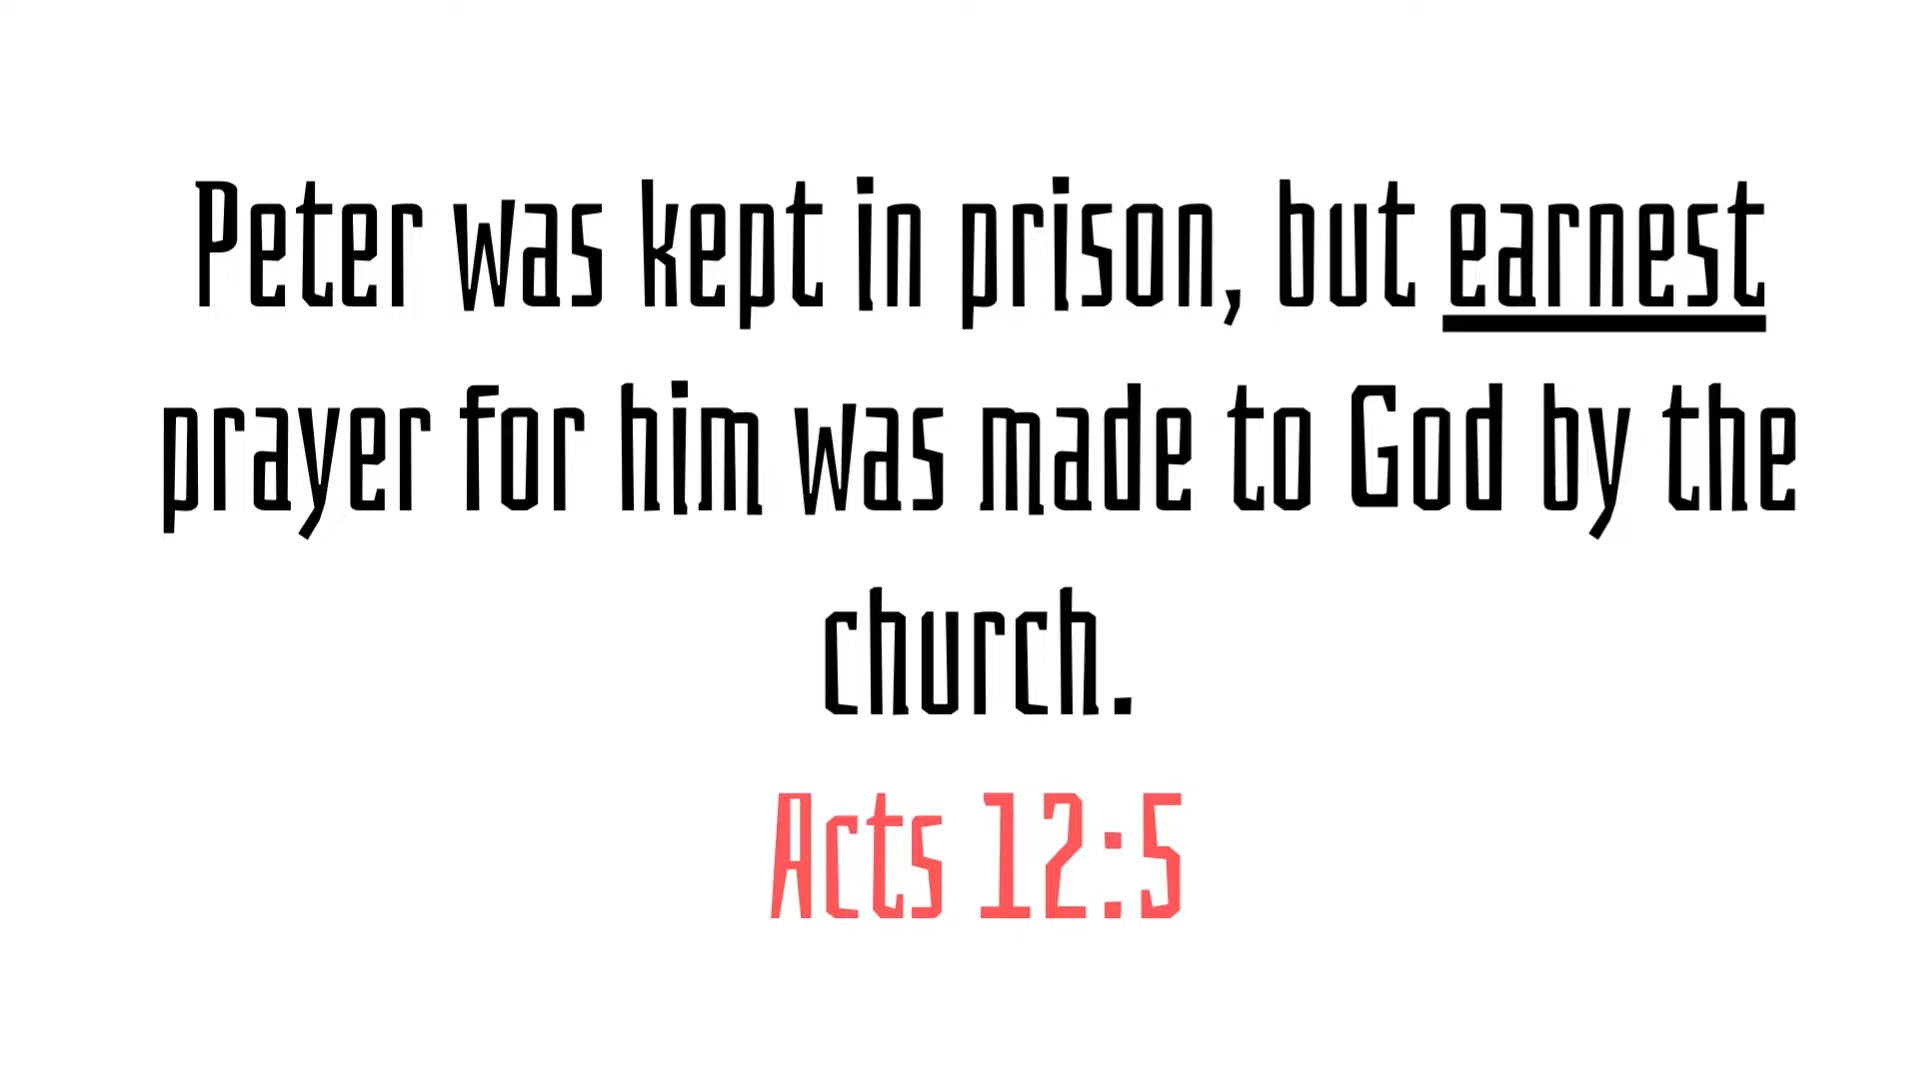 Peter was kept in prison, but earnest
prayer for him was made to God by the
church.
Acts 12:5